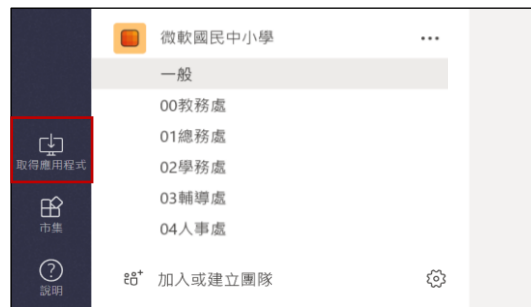 微軟國民中小學
一般
00教務處
01總務處
02學務處
03輔導處
04人事處
加入或建立團隊
取得應用程式
市集
說明